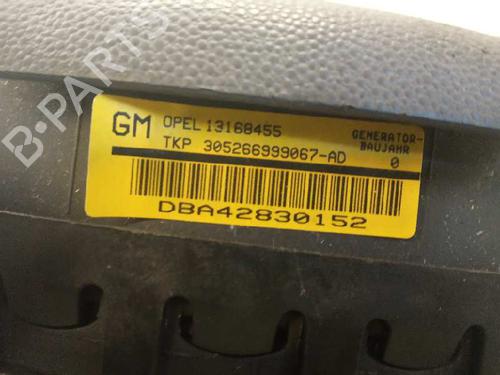 B-PARTS
GM OPEL 13168455 GENERATOR-
TKP 305266999067-AD BAUJAHR
0
DBA42830152